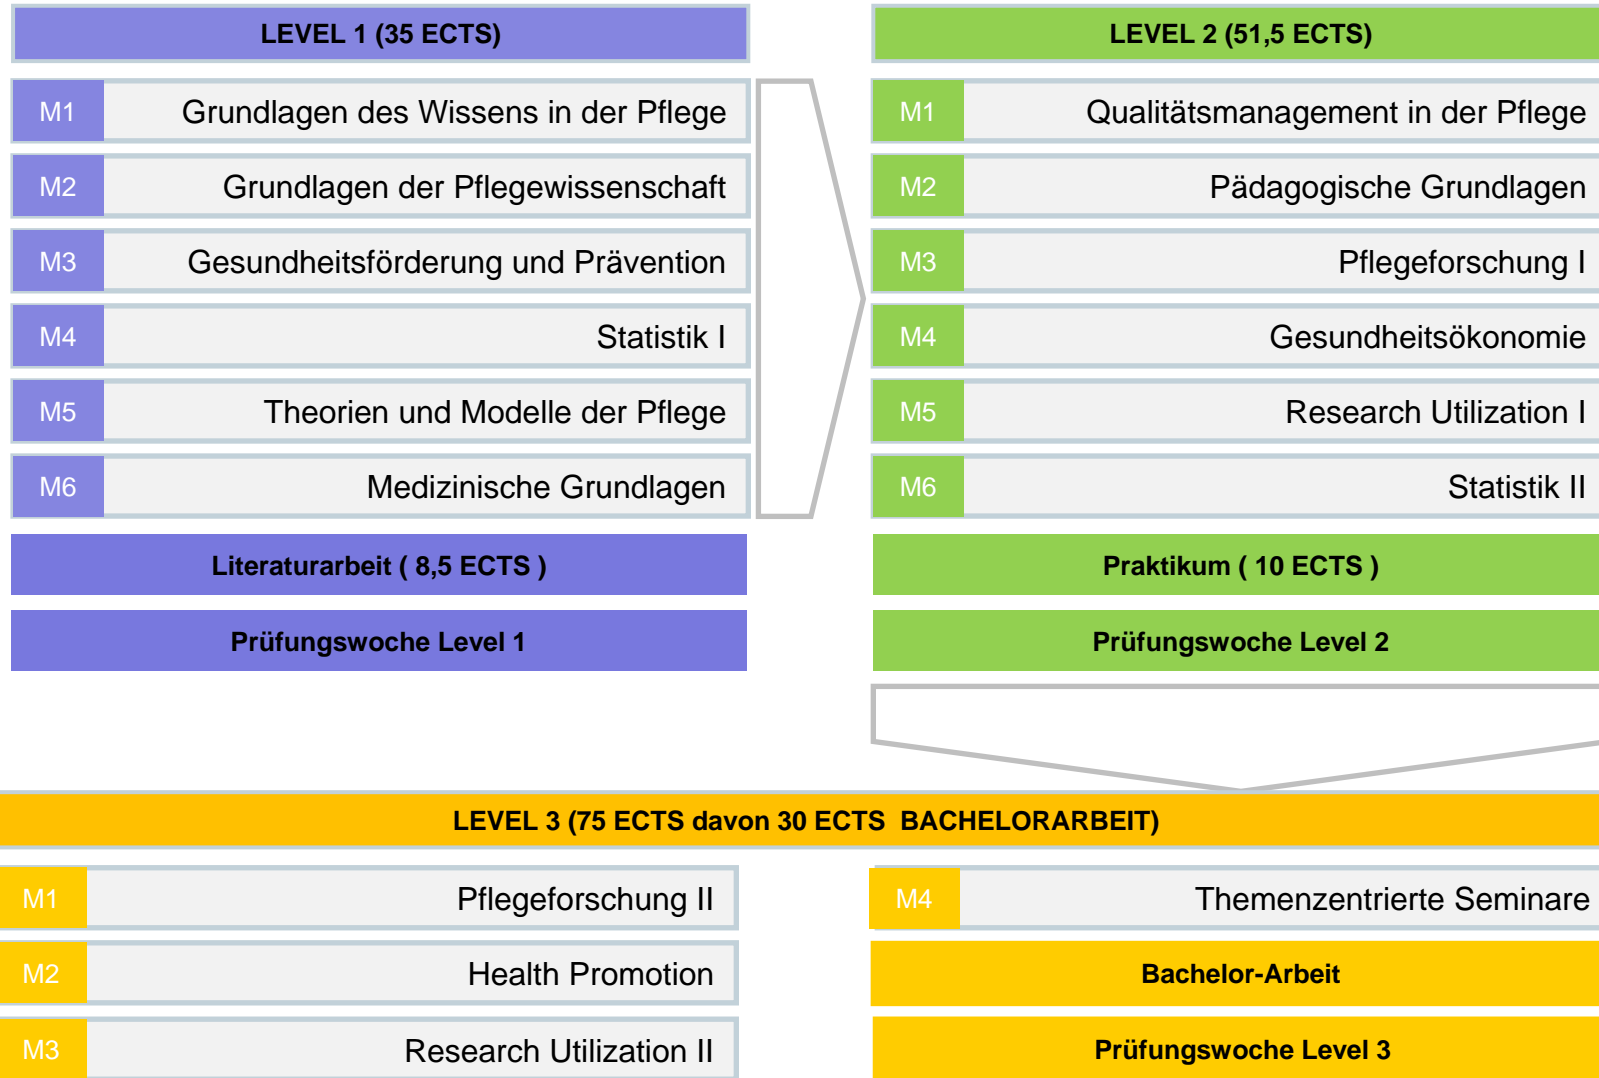 LEVEL 1 (35 ECTS)
M1 Grundlagen des Wissens in der Pflege
M2 Grundlagen der Pflegewissenschaft
M3 Gesundheitsförderung und Prävention
M4 Statistik I
M5 Theorien und Modelle der Pflege
M6 Medizinische Grundlagen
Literaturarbeit ( 8,5 ECTS )
Prüfungswoche Level 1
LEVEL 2 (51,5 ECTS)
M1 Qualitätsmanagement in der Pflege
M2 Pädagogische Grundlagen
M3 Pflegeforschung I
M4 Gesundheitsökonomie
M5 Research Utilization I
M6 Statistik II
Praktikum ( 10 ECTS )
Prüfungswoche Level 2
LEVEL 3 (75 ECTS davon 30 ECTS BACHELORARBEIT)
M1 Pflegeforschung II
M2 Health Promotion
M3 Research Utilization II
M4 Themenzentrierte Seminare
Bachelor-Arbeit
Prüfungswoche Level 3